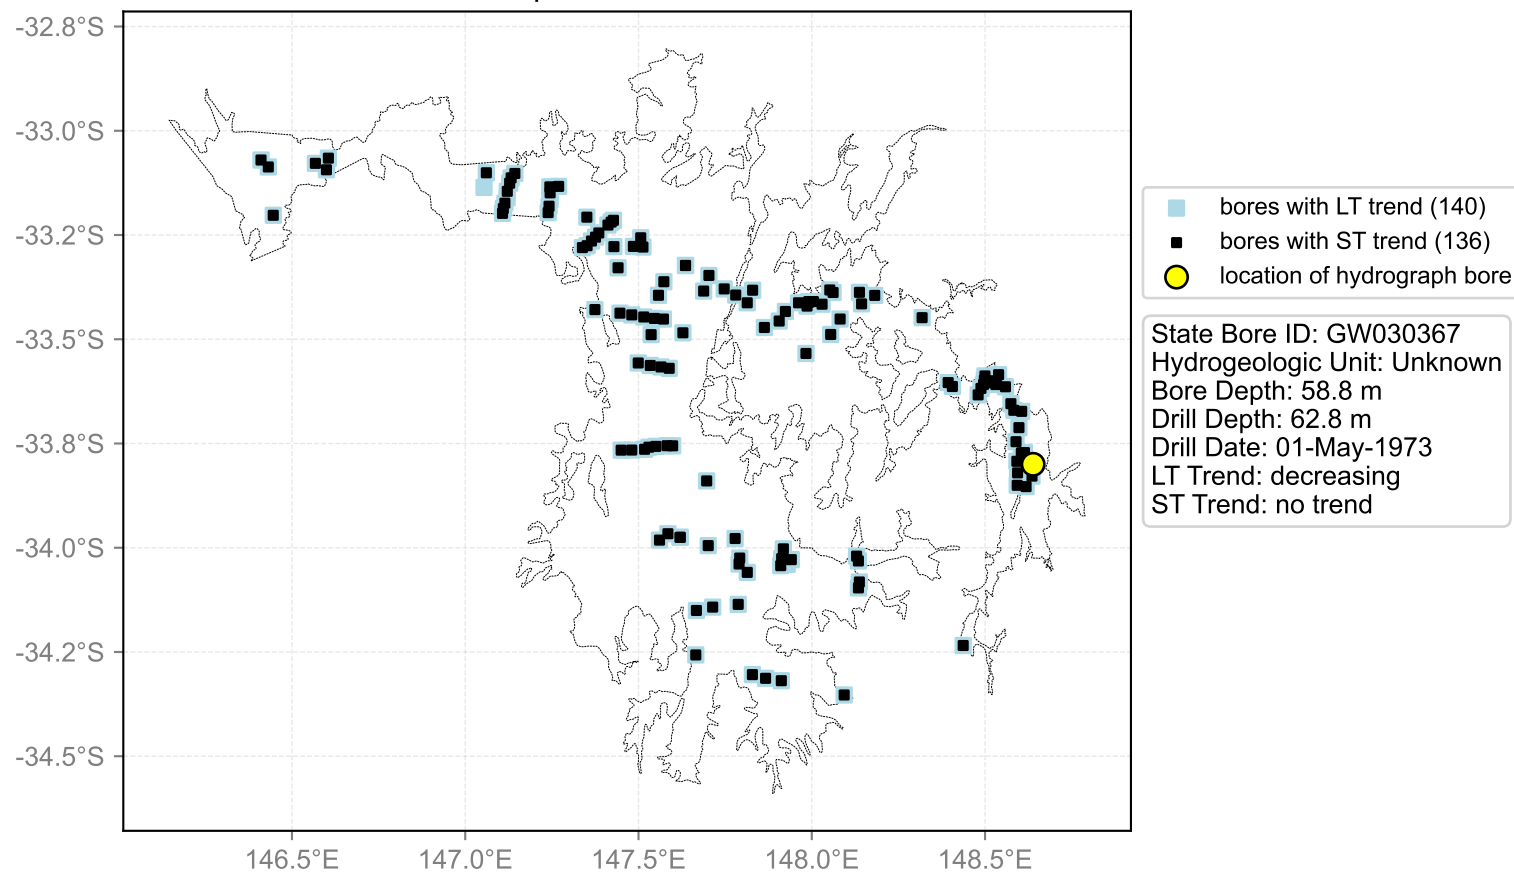 -32.8°S
-33.0°S
-33.2°S
-33.5°S
-33.8°S
-34.0°S
-34.2°S
-34.5°S
146.5°E
147.0°E
147.5°E
148.0°E
148.5°E
bores with LT trend (140)
bores with ST trend (136)
location of hydrograph bore
State Bore ID: GW030367
Hydrogeologic Unit: Unknown
Bore Depth: 58.8 m
Drill Depth: 62.8 m
Drill Date: 01-May-1973
LT Trend: decreasing
ST Trend: no trend